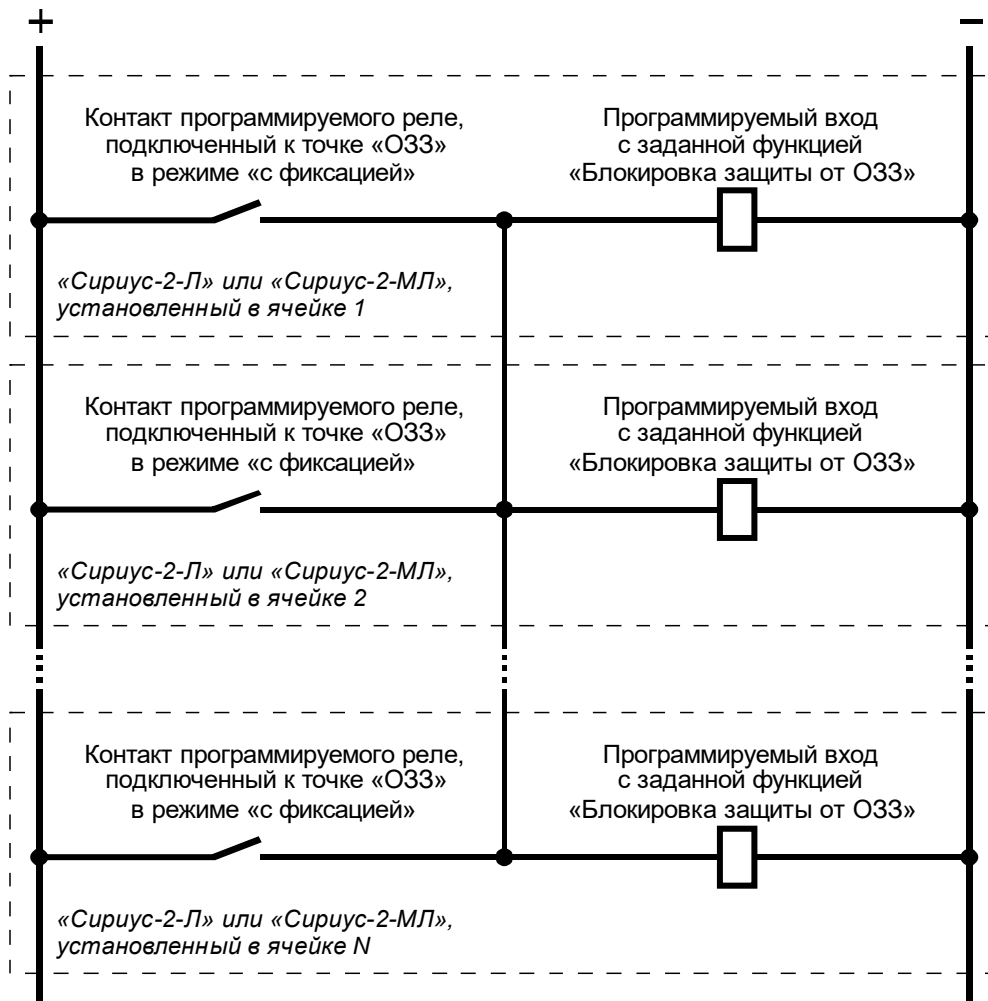 +
−
Контакт программируемого реле,
подключенный к точке «ОЗЗ»
в режиме «с фиксацией»
Программируемый вход
с заданной функцией
«Блокировка защиты от ОЗЗ»
«Сириус-2-Л» или «Сириус-2-МЛ»,
установленный в ячейке 1
Контакт программируемого реле,
подключенный к точке «ОЗЗ»
в режиме «с фиксацией»
Программируемый вход
с заданной функцией
«Блокировка защиты от ОЗЗ»
«Сириус-2-Л» или «Сириус-2-МЛ»,
установленный в ячейке 2
Контакт программируемого реле,
подключенный к точке «ОЗЗ»
в режиме «с фиксацией»
Программируемый вход
с заданной функцией
«Блокировка защиты от ОЗЗ»
«Сириус-2-Л» или «Сириус-2-МЛ»,
установленный в ячейке N